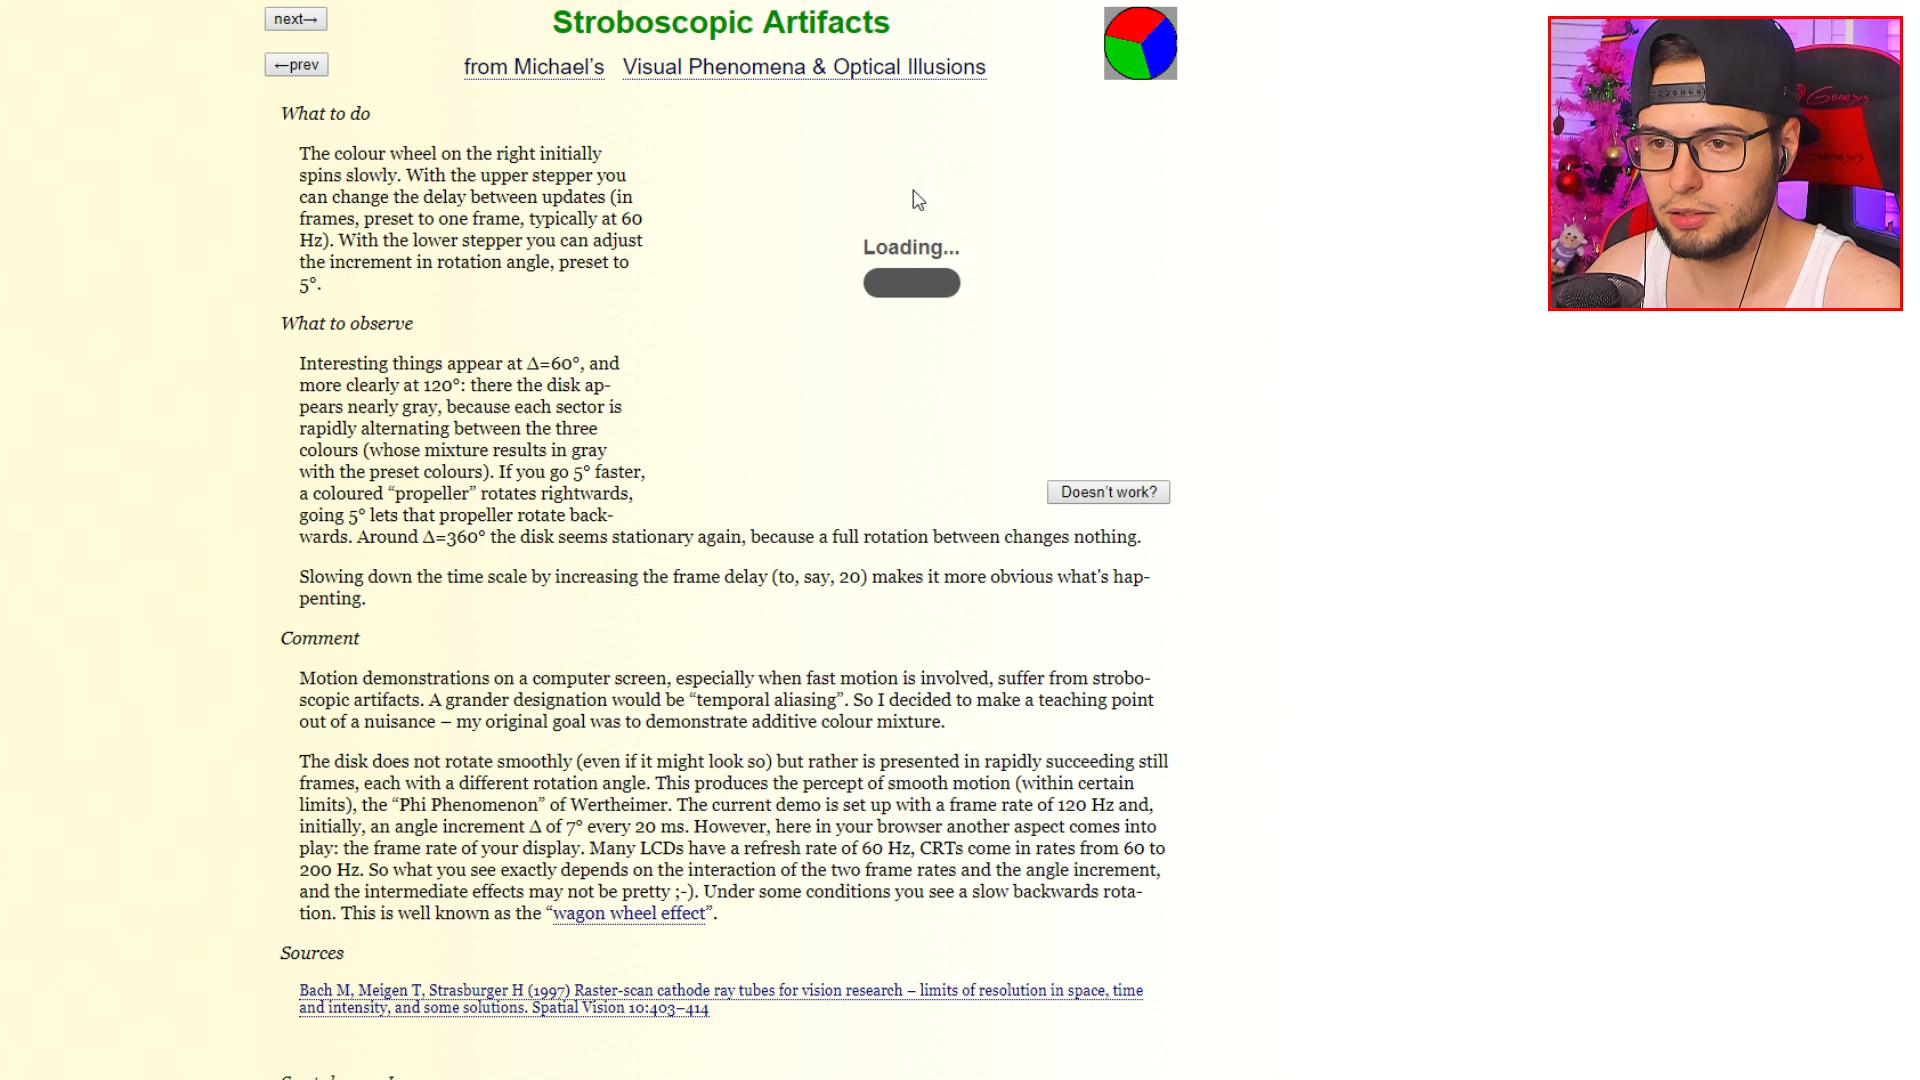 next→
Stroboscopic Artifacts
←prev
from Michael's Visual Phenomena & Optical Illusions
What to do
The colour wheel on the right initially
spins slowly. With the upper stepper you
can change the delay between updates (in
frames, preset to one frame, typically at 60
Hz). With the lower stepper you can adjust
the increment in rotation angle, preset to
5°.
Loading...
What to observe
Interesting things appear at Δ=60°, and
more clearly at 120°: there the disk ap-
pears nearly gray, because each sector is
rapidly alternating between the three
colours (whose mixture results in gray
with the preset colours). If you go 5° faster,
a coloured “propeller” rotates rightwards,
going 5° lets that propeller rotate back-
wards. Around Δ=360° the disk seems stationary again, because a full rotation between changes nothing.
Doesn't work?
Slowing down the time scale by increasing the frame delay (to, say, 20) makes it more obvious what's hap-
penting.
Comment
Motion demonstrations on a computer screen, especially when fast motion is involved, suffer from strobo-
scopic artifacts. A grander designation would be “temporal aliasing”. So I decided to make a teaching point
out of a nuisance – my original goal was to demonstrate additive colour mixture.
The disk does not rotate smoothly (even if it might look so) but rather is presented in rapidly succeeding still
frames, each with a different rotation angle. This produces the percept of smooth motion (within certain
limits), the “Phi Phenomenon” of Wertheimer. The current demo is set up with a frame rate of 120 Hz and,
initially, an angle increment Δ of 7° every 20 ms. However, here in your browser another aspect comes into
play: the frame rate of your display. Many LCDs have a refresh rate of 60 Hz, CRTs come in rates from 60 to
200 Hz. So what you see exactly depends on the interaction of the two frame rates and the angle increment,
and the intermediate effects may not be pretty ;-). Under some conditions you see a slow backwards rota-
tion. This is well known as the “wagon wheel effect”.
Sources
Bach M, Meigen T, Strasburger H (1997) Raster-scan cathode ray tubes for vision research – limits of resolution in space, time
and intensity, and some solutions. Spatial Vision 10:403–414
Genesis